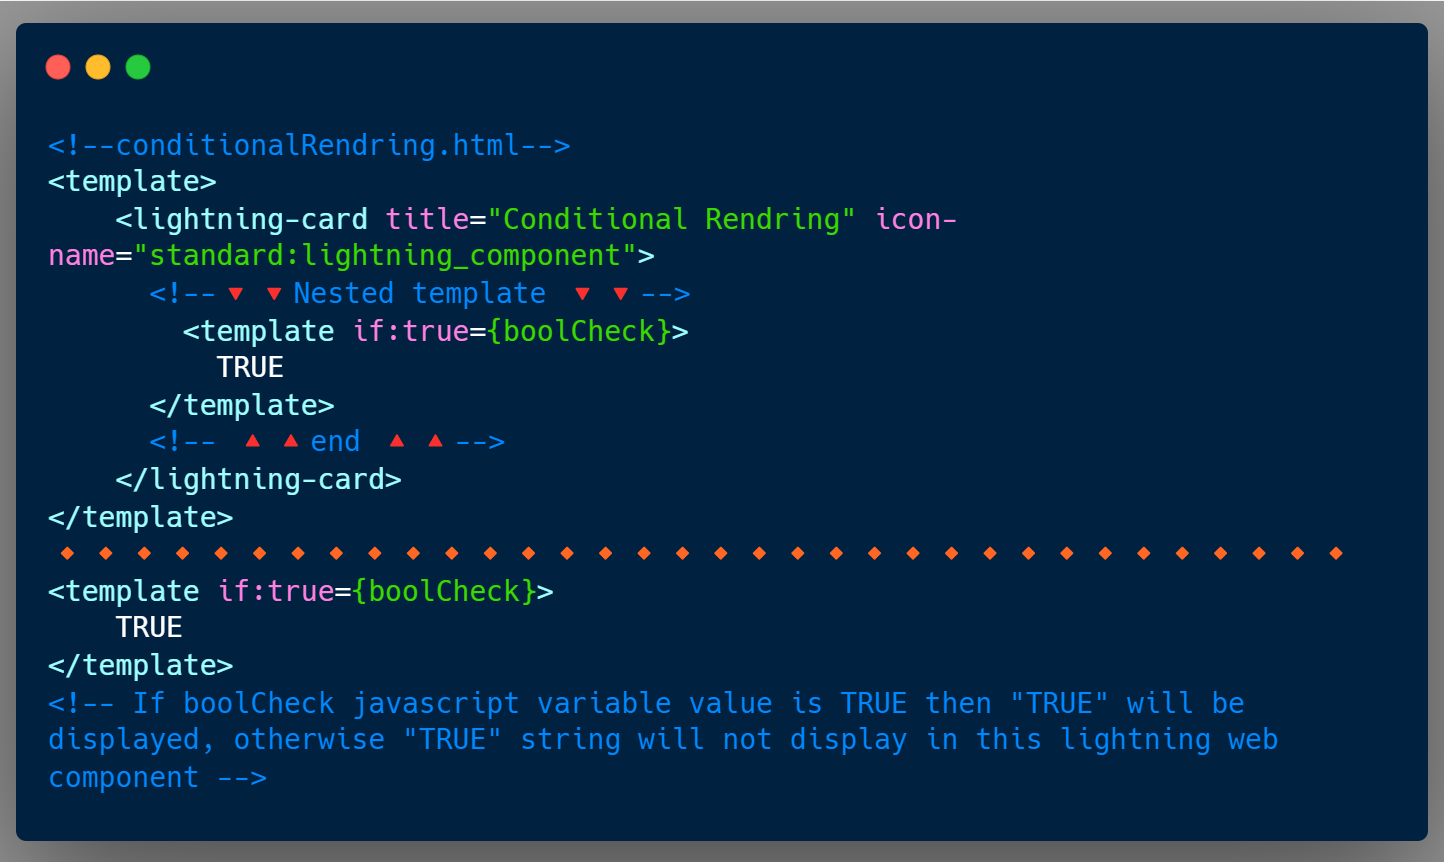 <!--conditionalRendring.html-->
<template>
    <lightning-card title="Conditional Rendring" icon-
name="standard:lightning_component">
      <!--🔻🔻Nested template 🔻🔻-->
        <template if:true={boolCheck}>
          TRUE
      </template>
      <!-- 🔺🔺end 🔺🔺-->
    </lightning-card>
</template>
🔸🔸🔸🔸🔸🔸🔸🔸🔸🔸🔸🔸🔸🔸🔸🔸🔸🔸🔸🔸🔸🔸🔸🔸🔸🔸🔸🔸🔸🔸🔸🔸🔸🔸
<template if:true={boolCheck}>
    TRUE
</template>
<!-- If boolCheck javascript variable value is TRUE then "TRUE" will be
displayed, otherwise "TRUE" string will not display in this lightning web
component -->